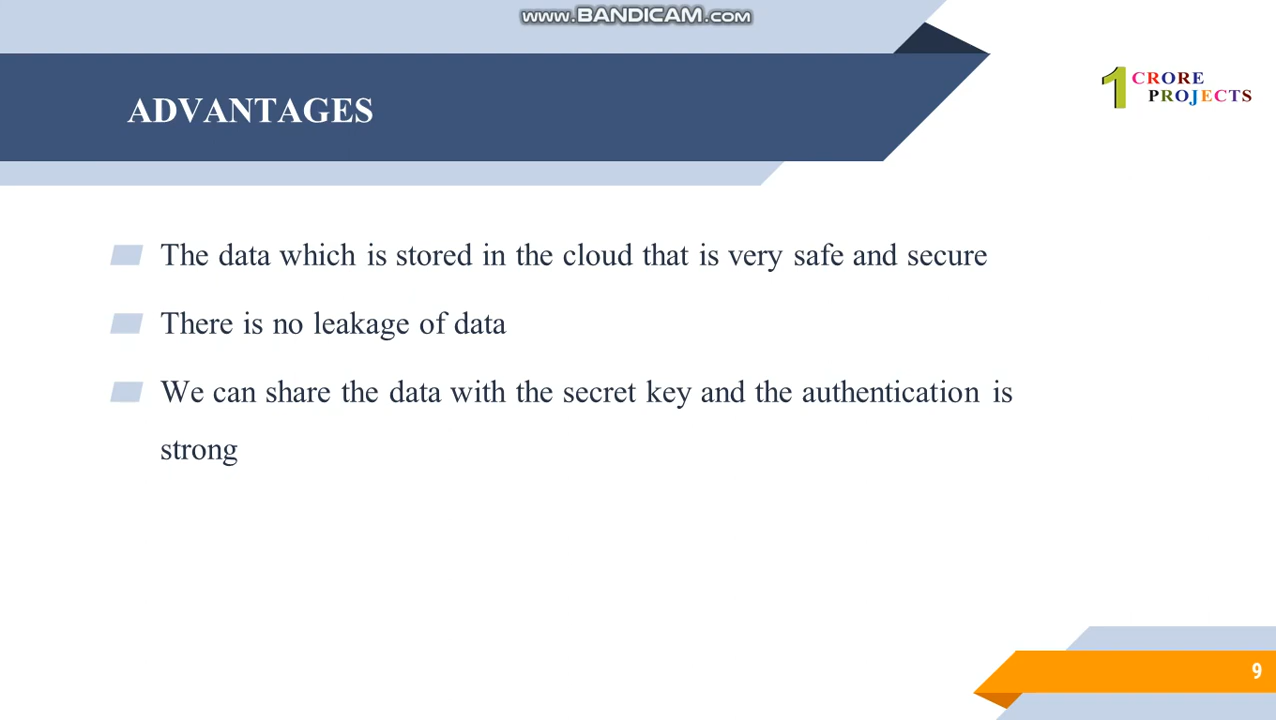 www.BANDICAM.com
1 CRORE
PROJECTS
ADVANTAGES
The data which is stored in the cloud that is very safe and secure
There is no leakage of data
We can share the data with the secret key and the authentication is
strong
9